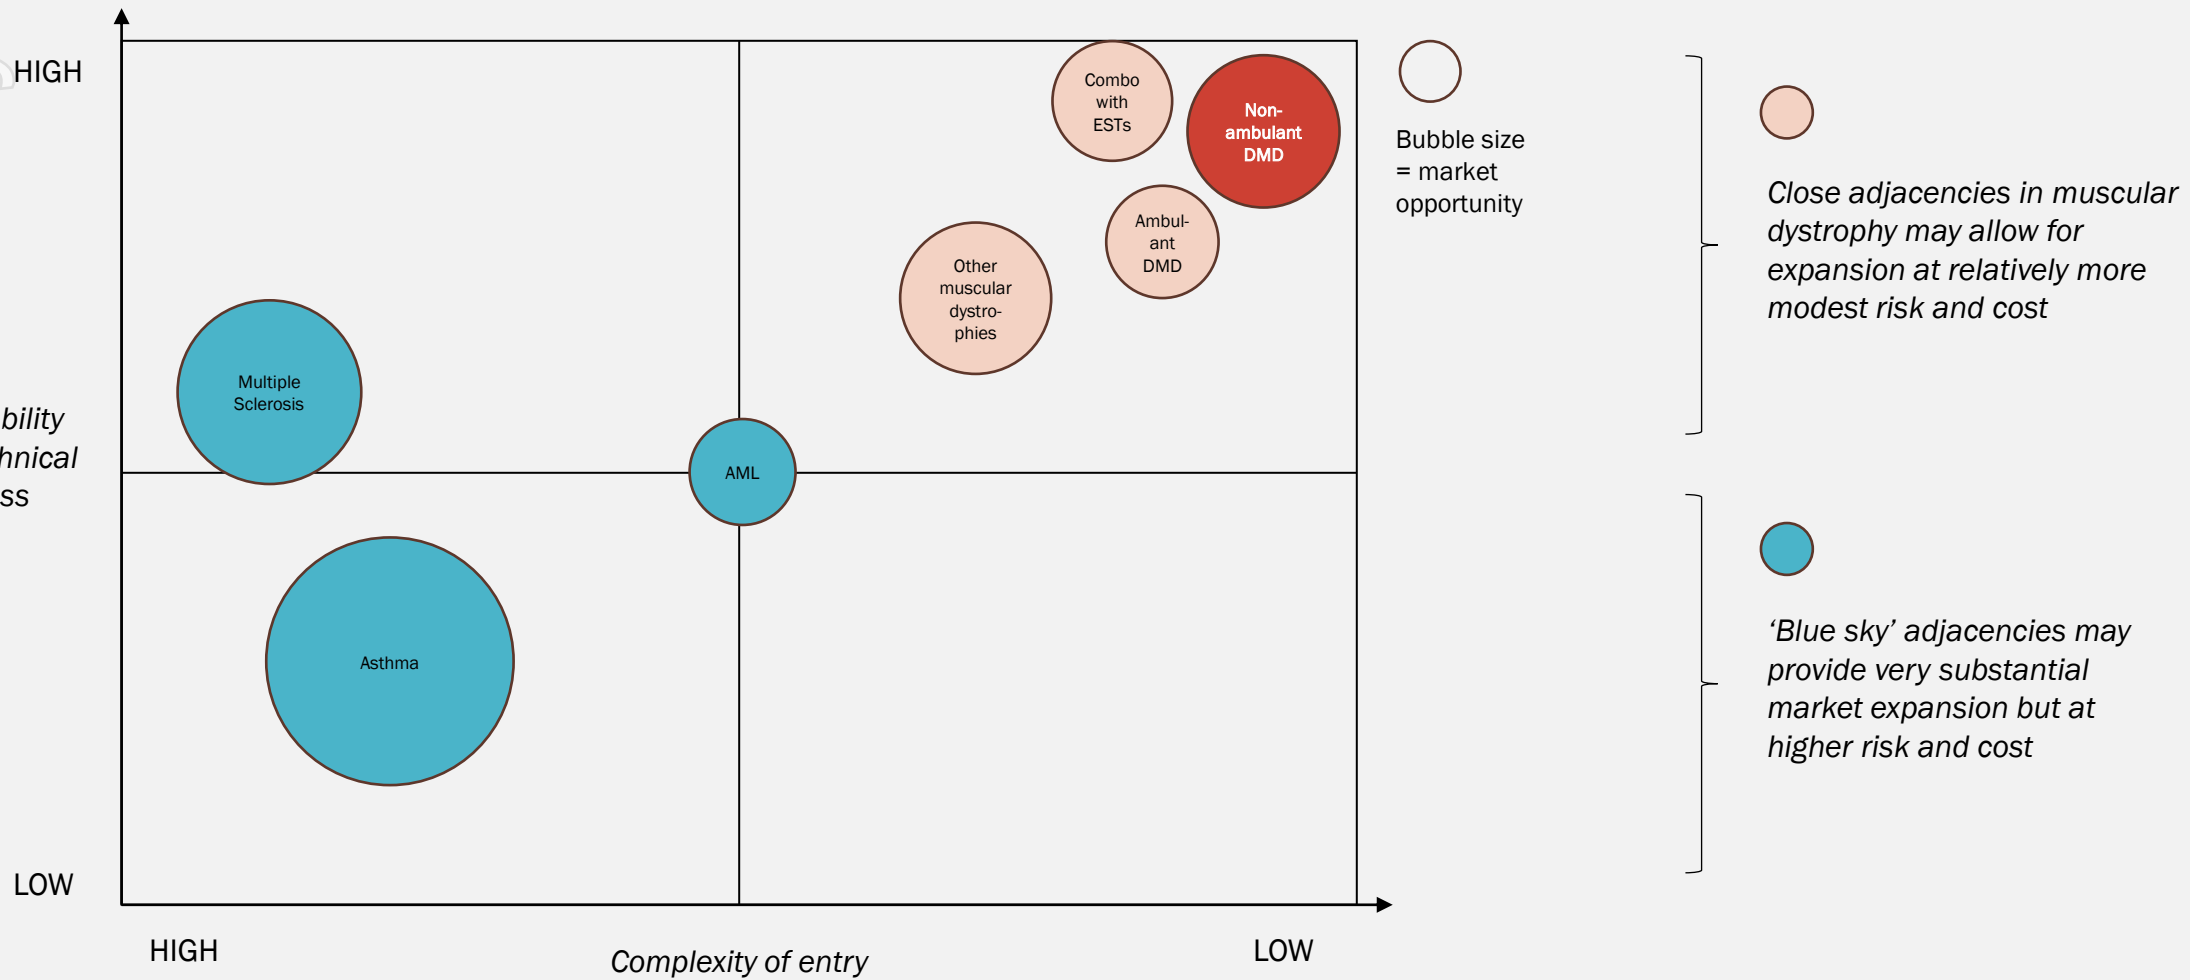 HIGH
Combo
with
ESTs
Non-
ambulant
DMD
Bubble size
= market
opportunity
Close adjacencies in muscular
dystrophy may allow for
expansion at relatively more
modest risk and cost
Ambul-
ant
DMD
Other
muscular
dystro-
phies
Multiple
Sclerosis
bility
hnical
ss
AML
Asthma
'Blue sky' adjacencies may
provide very substantial
market expansion but at
higher risk and cost
LOW
HIGH
Complexity of entry
LOW